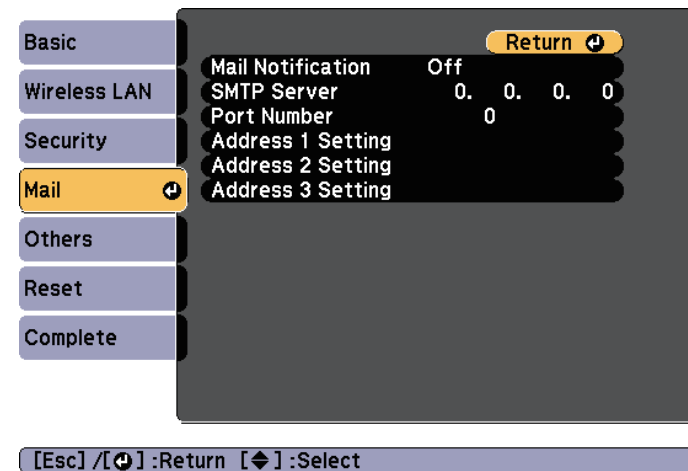 Basic
Wireless LAN
Security
Mail
Others
Reset
Complete
Return
Mail Notification Off
SMTP Server 0. 0. 0. 0
Port Number 0
Address 1 Setting
Address 2 Setting
Address 3 Setting
[Esc] /[⏎] :Return [◆] :Select